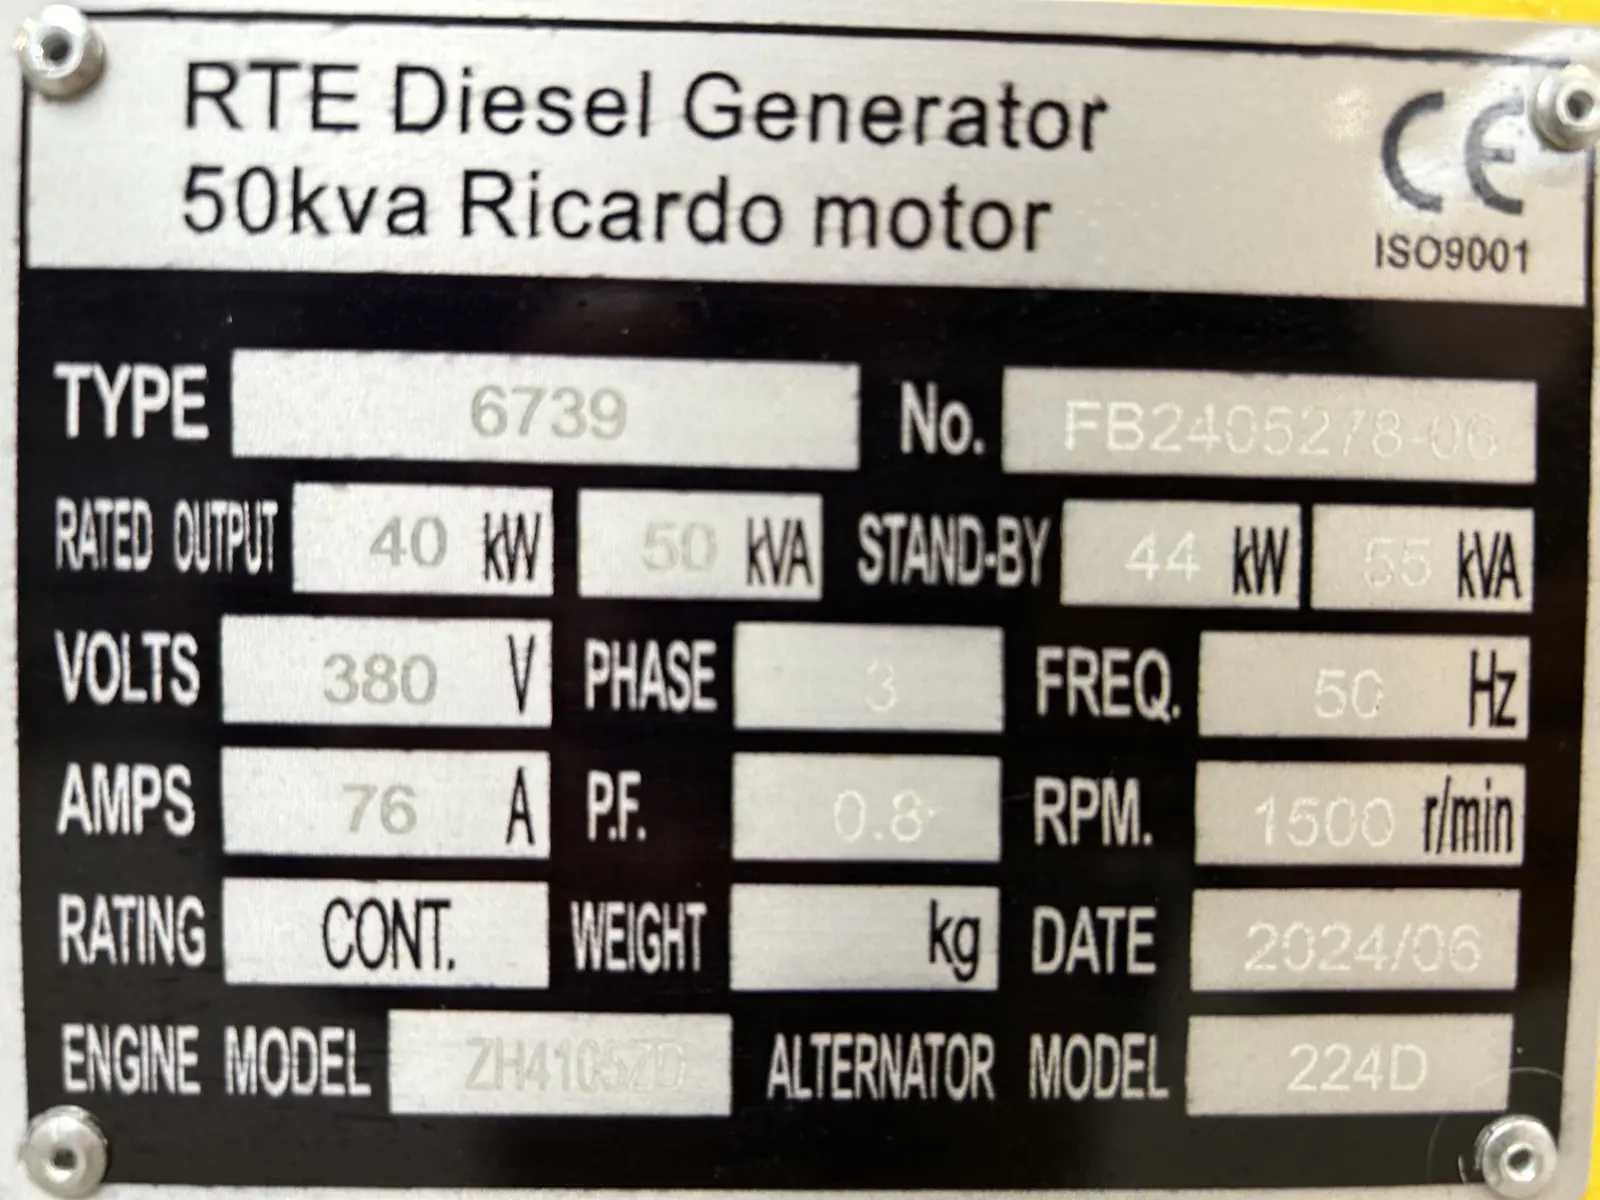 RTE Diesel Generator
50kva Ricardo motor
CE
ISO9001
TYPE 6739 No. FB2405278-06
RATED OUTPUT 40 kW 50 kVA STAND-BY 44 kW 55 kVA
VOLTS 380 V PHASE 3 FREQ. 50 Hz
AMPS 76 A P.F. 0.8 RPM. 1500 r/min
RATING CONT. WEIGHT kg DATE 2024/06
ENGINE MODEL ZH4105ZD ALTERNATOR MODEL 224D